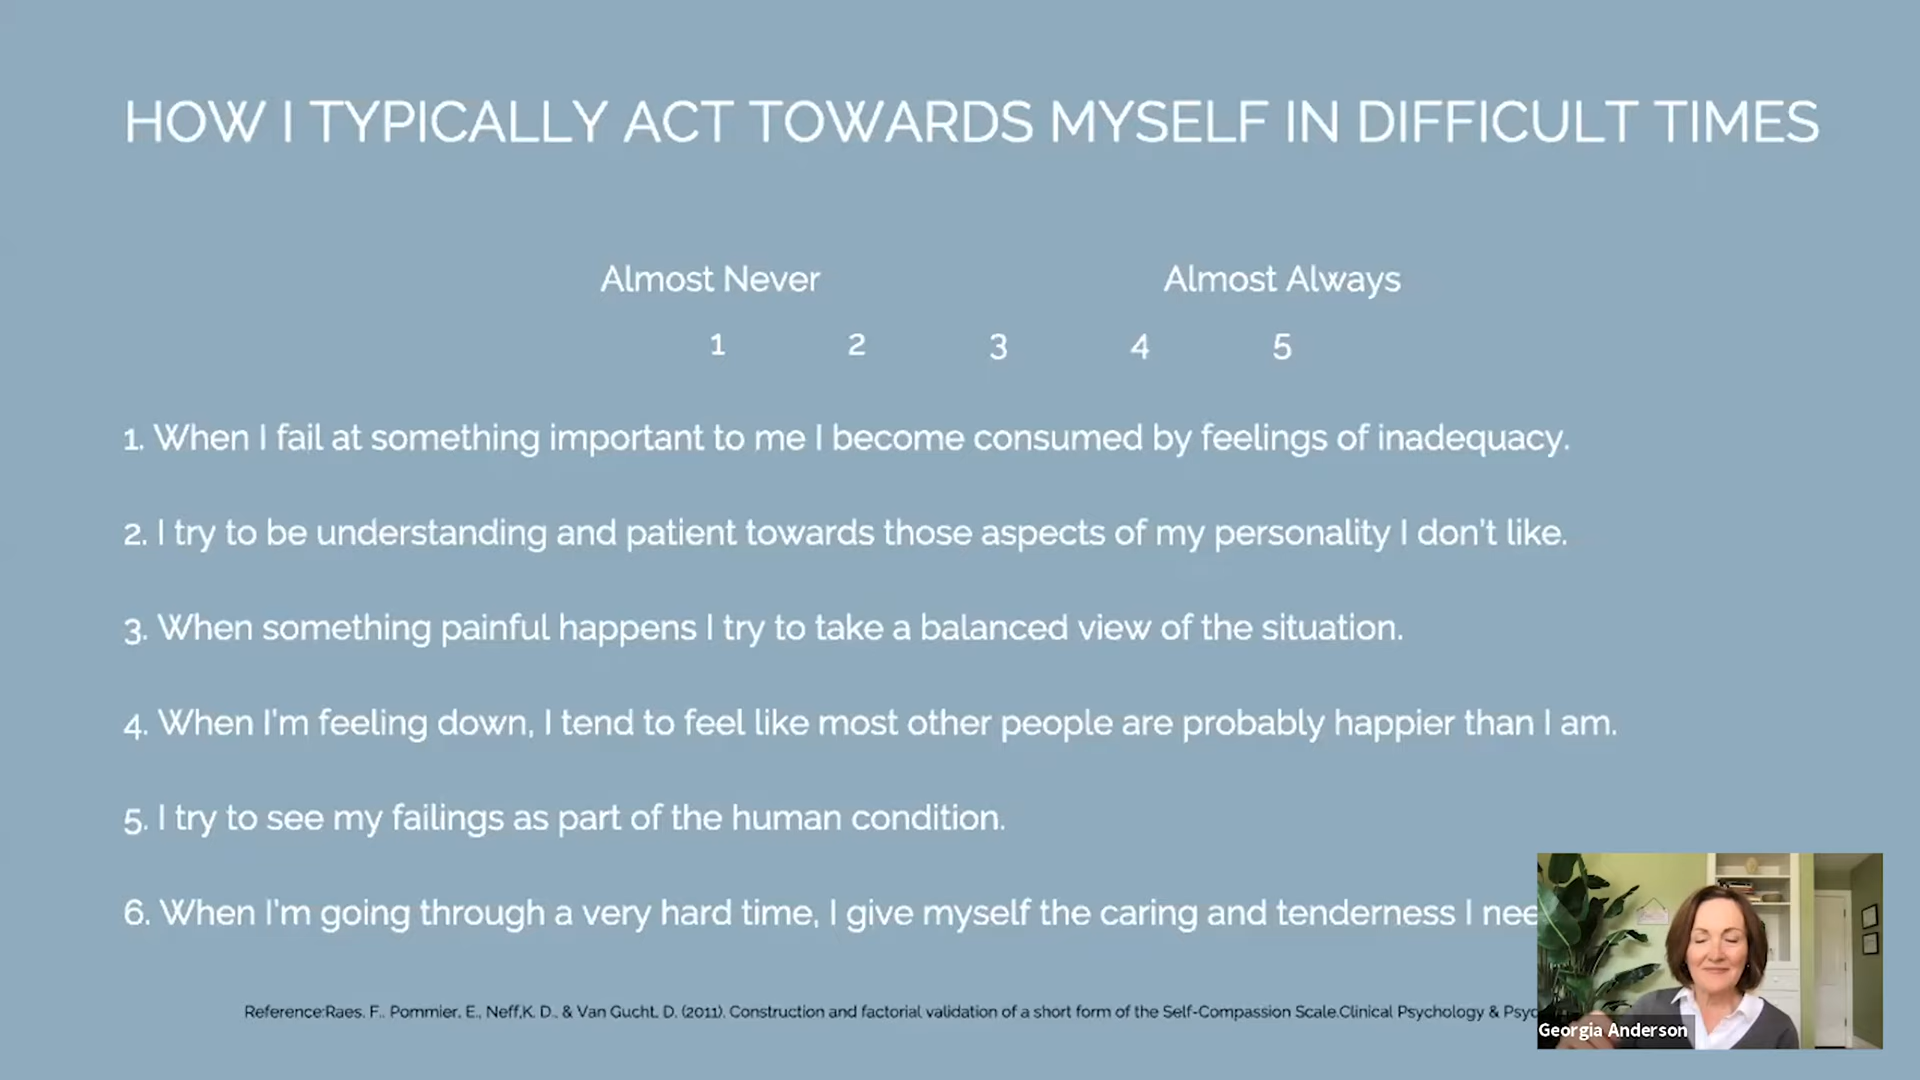 HOW I TYPICALLY ACT TOWARDS MYSELF IN DIFFICULT TIMES
Almost Never Almost Always
1 2 3 4 5
1. When I fail at something important to me I become consumed by feelings of inadequacy.
2. I try to be understanding and patient towards those aspects of my personality I don't like.
3. When something painful happens I try to take a balanced view of the situation.
4. When I'm feeling down, I tend to feel like most other people are probably happier than I am.
5. I try to see my failings as part of the human condition.
6. When I'm going through a very hard time, I give myself the caring and tenderness I nee
Reference:Raes, F., Pommier, E., Neff,K. D., & Van Gucht, D. (2011). Construction and factorial validation of a short form of the Self-Compassion Scale.Clinical Psychology & Psyc
Georgia Anderson